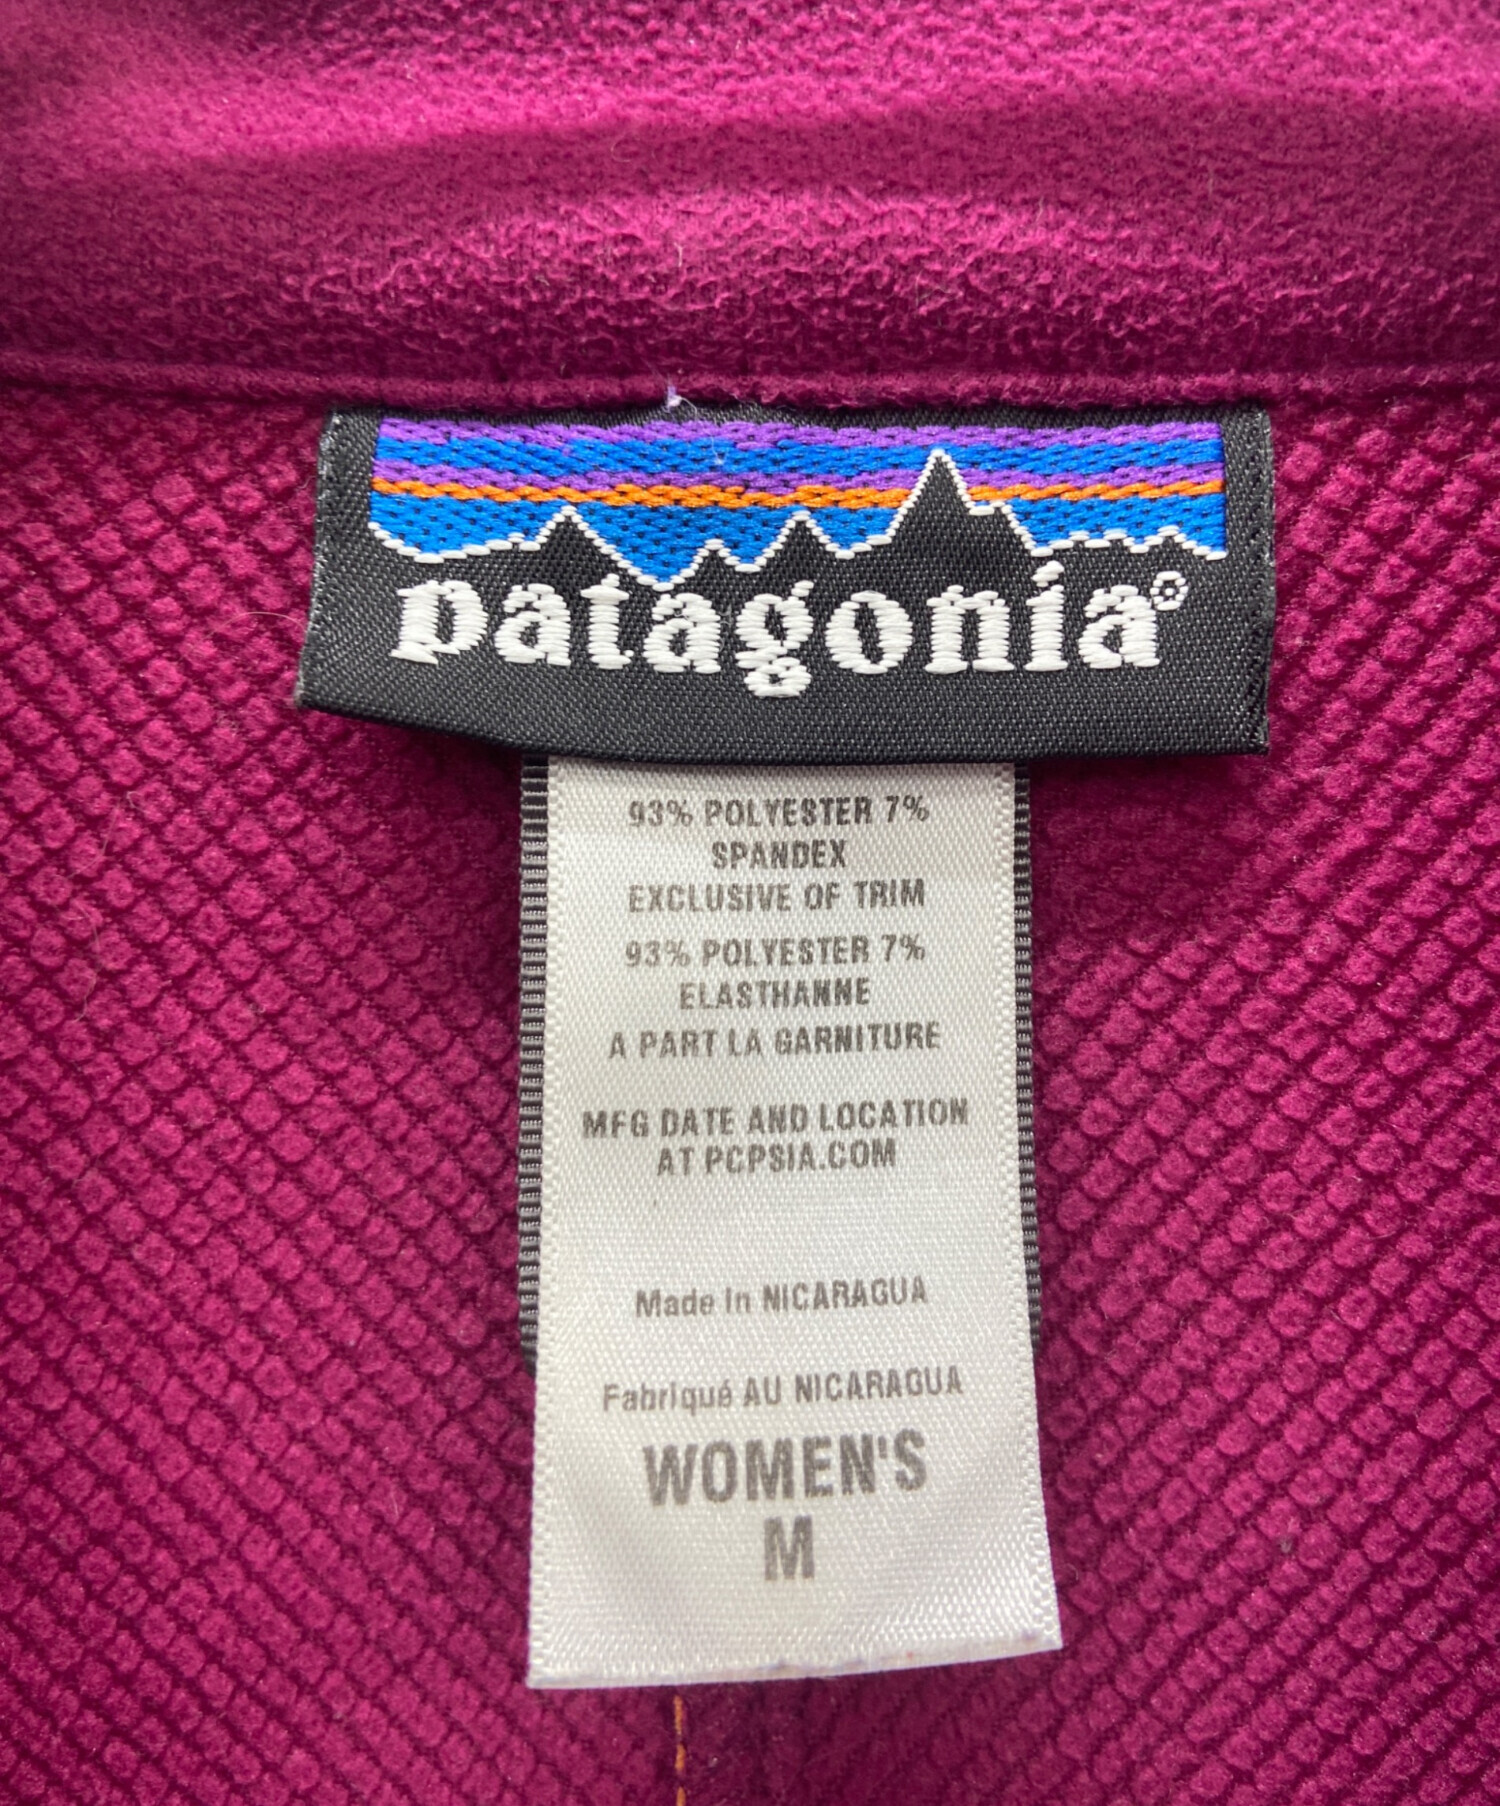 patagonia®
93% POLYESTER 7%
SPANDEX
EXCLUSIVE OF TRIM
93% POLYESTER 7%
ELASTHANNE
A PART LA GARNITURE
MFG DATE AND LOCATION
AT PCPSIA.COM
Made In NICARAGUA
Fabriqué AU NICARAGUA
WOMEN'S
M